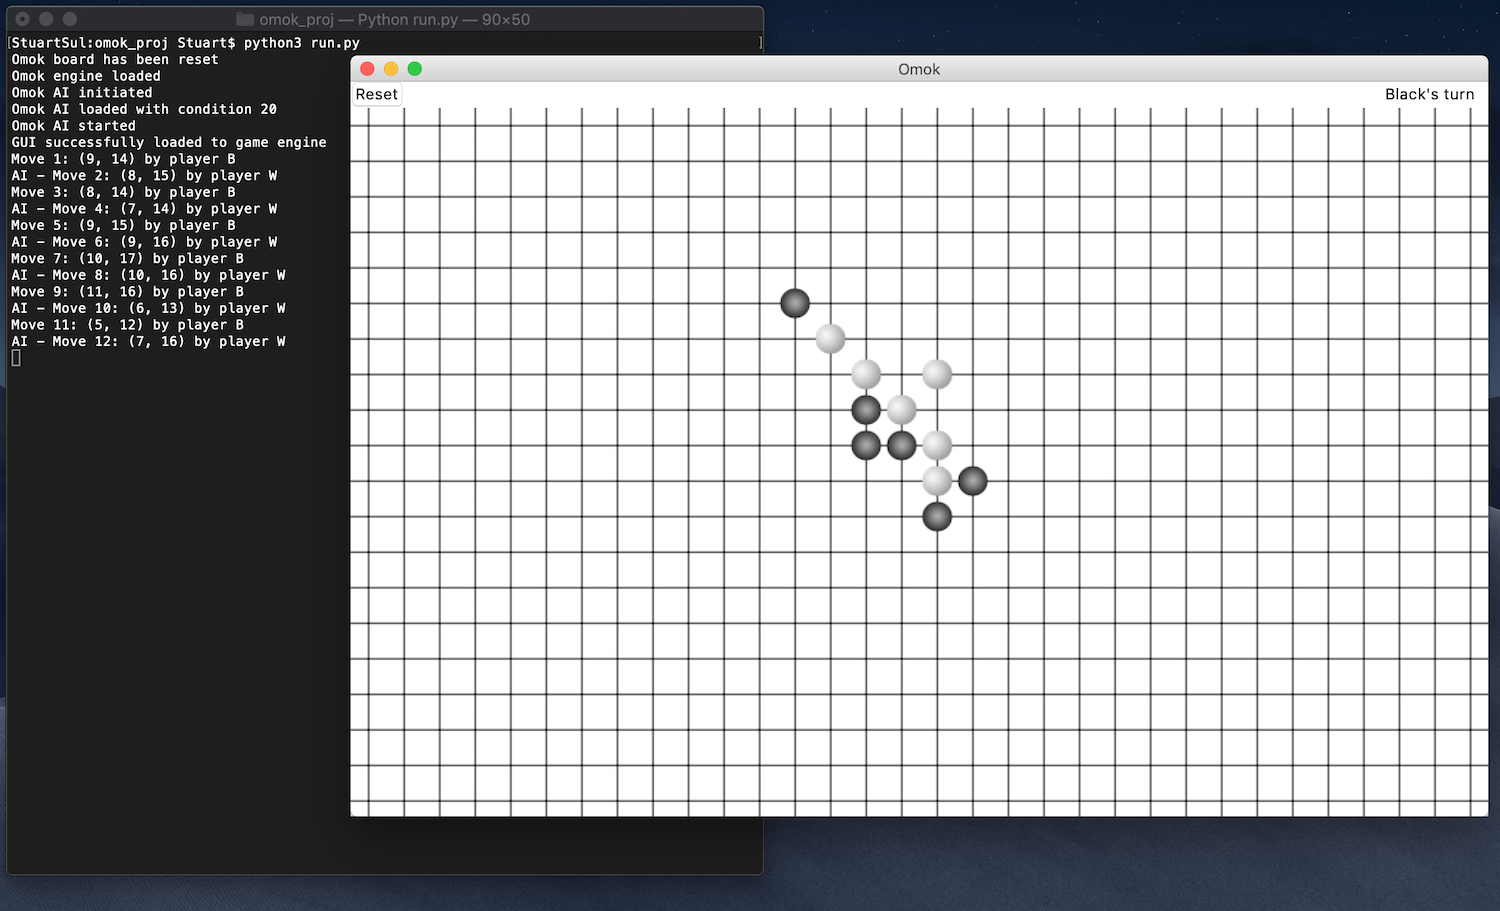 omok_proj — Python run.py — 90×50
[StuartSul:omok_proj Stuart$ python3 run.py ]
Omok board has been reset
Omok engine loaded
Omok AI initiated
Omok AI loaded with condition 20
Omok AI started
GUI successfully loaded to game engine
Move 1: (9, 14) by player B
AI - Move 2: (8, 15) by player W
Move 3: (8, 14) by player B
AI - Move 4: (7, 14) by player W
Move 5: (9, 15) by player B
AI - Move 6: (9, 16) by player W
Move 7: (10, 17) by player B
AI - Move 8: (10, 16) by player W
Move 9: (11, 16) by player B
AI - Move 10: (6, 13) by player W
Move 11: (5, 12) by player B
AI - Move 12: (7, 16) by player W
Omok
Reset
Black's turn